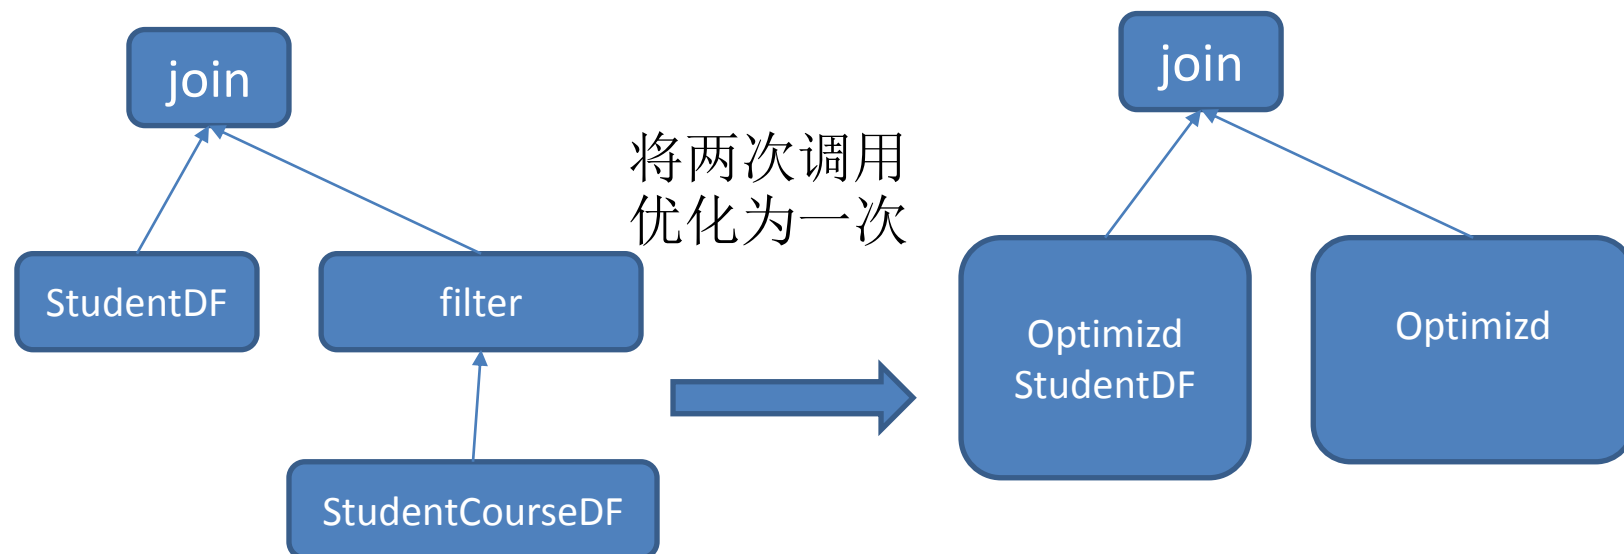 join
StudentDF
filter
StudentCourseDF
将两次调用
优化为一次
join
Optimizd
StudentDF
Optimizd